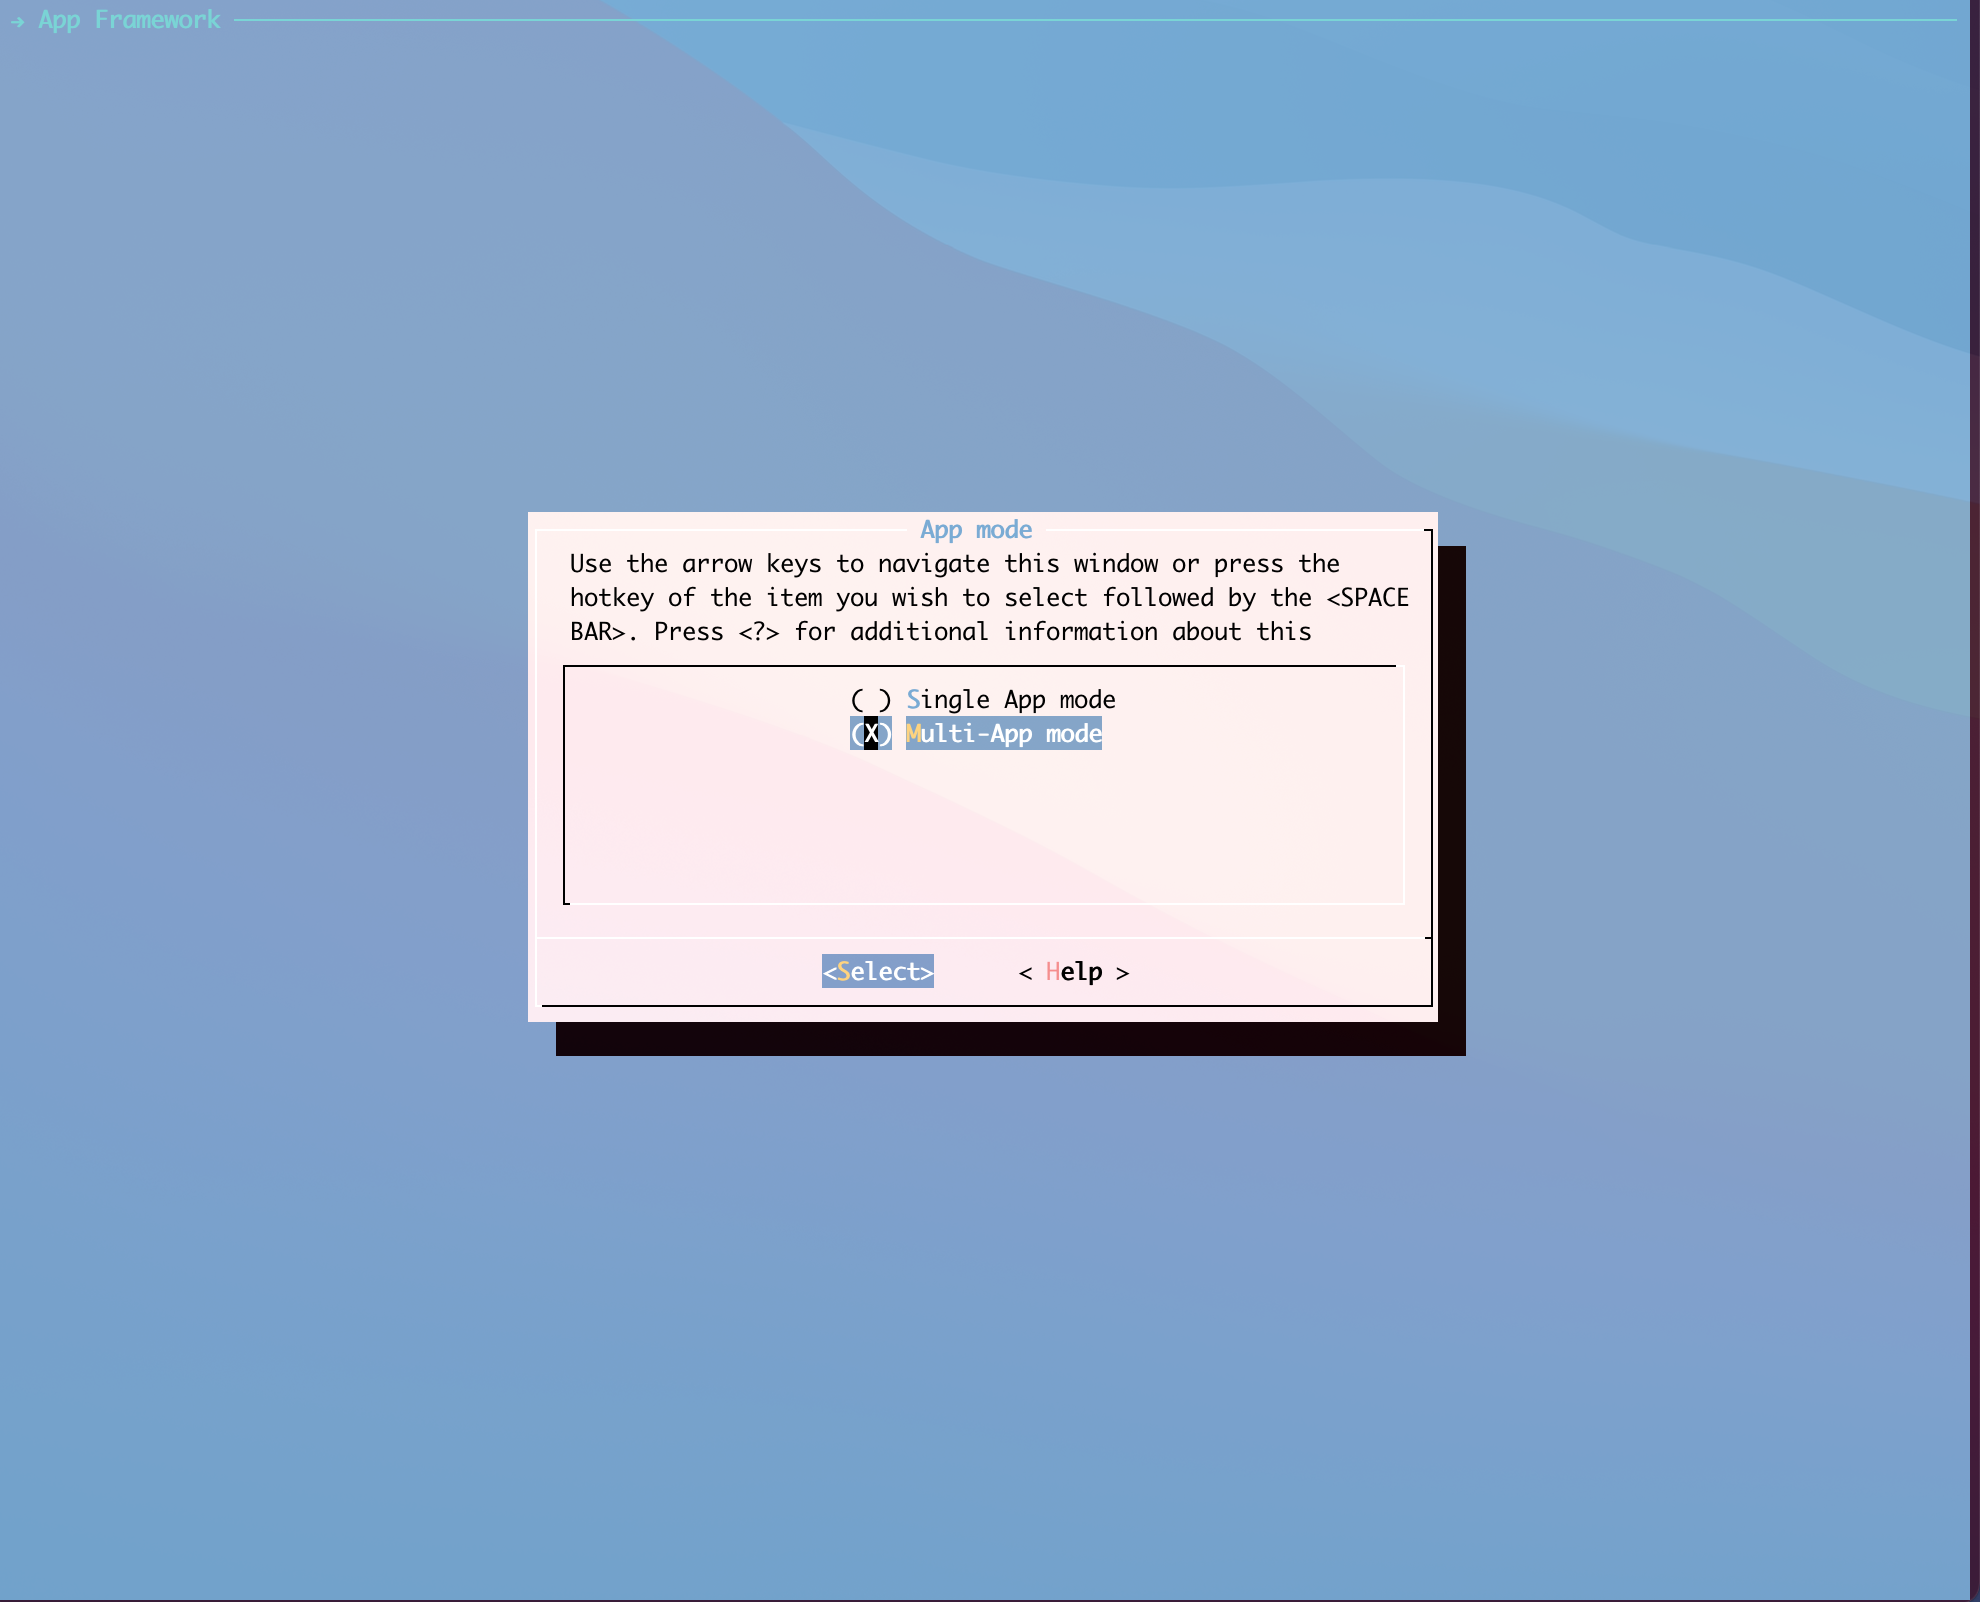 → App Framework
App mode
Use the arrow keys to navigate this window or press the
hotkey of the item you wish to select followed by the <SPACE
BAR>. Press <?> for additional information about this
( ) Single App mode
(X) Multi-App mode
<Select> < Help >